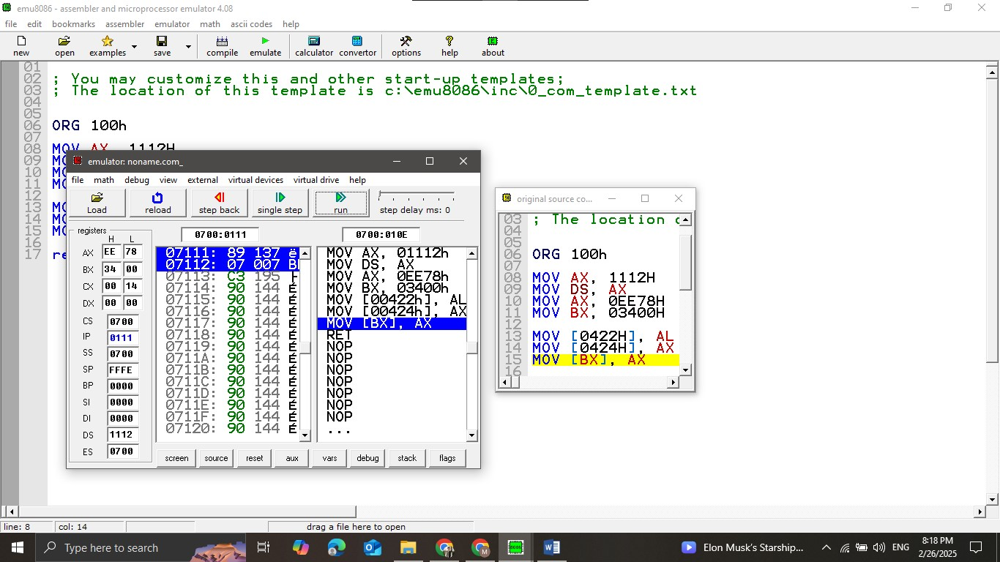 emu8086 - assembler and microprocessor emulator 4.08
file edit bookmarks assembler emulator math ascii codes help
new open examples save compile emulate calculator convertor options help about
01
02 ; You may customize this and other start-up templates;
03 ; The location of this template is c:\emu8086\inc\0_com_template.txt
04
05
06 ORG 100h
07
08 MOV AX, 1112H
09 MO
10 MO
11 MO
12
13 MO
14 MO
15 MO
16
17 re
emulator: noname.com_
file math debug view external virtual devices virtual drive help
Load reload step back single step run step delay ms: 0
registers
H L
AX EE 78
BX 34 00
CX 00 14
DX 00 00
CS 0700
IP 0111
SS 0700
SP FFFE
BP 0000
SI 0000
DI 0000
DS 1112
ES 0700
0700:0111 0700:010E
07111: 89 137 ë
07112: 07 007 B
07113: C3 195
07114: 90 144 É
07115: 90 144 É
07116: 90 144 É
07117: 90 144 É
07118: 90 144 É
07119: 90 144 É
0711A: 90 144 É
0711B: 90 144 É
0711C: 90 144 É
0711D: 90 144 É
0711E: 90 144 É
0711F: 90 144 É
07120: 90 144 É
MOV AX, 01112h
MOV DS, AX
MOV AX, 0EE78h
MOV BX, 03400h
MOV [00422h], AL
MOV [00424h], AX
MOV [BX], AX
RET
NOP
NOP
NOP
NOP
NOP
NOP
NOP
...
screen source reset aux vars debug stack flags
original source co...
03 ; The location o
04
05
06 ORG 100h
07
08 MOV AX, 1112H
09 MOV DS, AX
10 MOV AX, 0EE78H
11 MOV BX, 03400H
12
13 MOV [0422H], AL
14 MOV [0424H], AX
15 MOV [BX], AX
16
line: 8 col: 14 drag a file here to open
Type here to search
Elon Musk's Starship...
ENG
8:18 PM
2/26/2025